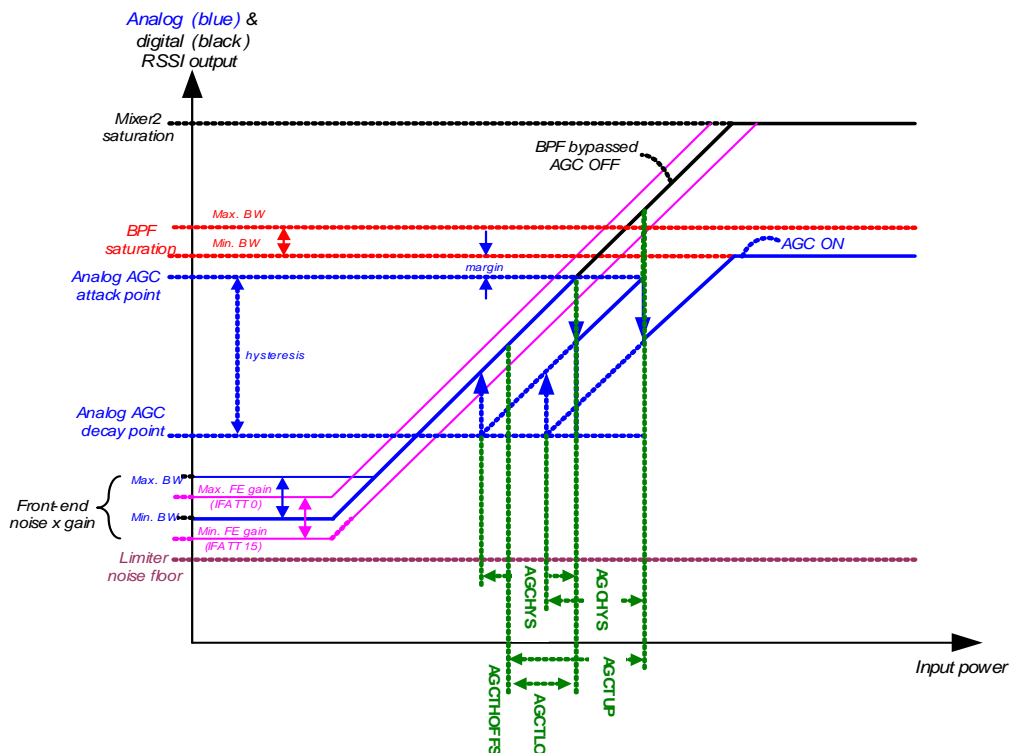 Analog (blue) &
digital (black)
RSSI output
Mixer2
saturation
BPF bypassed
AGC OFF
Max. BW
BPF
saturation
Min. BW
AGC ON
margin
Analog AGC
attack point
hysteresis
Analog AGC
decay point
Max. BW
Front-end
noise x gain
Max. FE gain
(IFATT 0)
Min. BW
Min. FE gain
(IFATT 15)
Limiter
noise floor
AGCHYS
AGCHYS
Input power
AGCTHOFFS
AGCTLO
AGCTUP